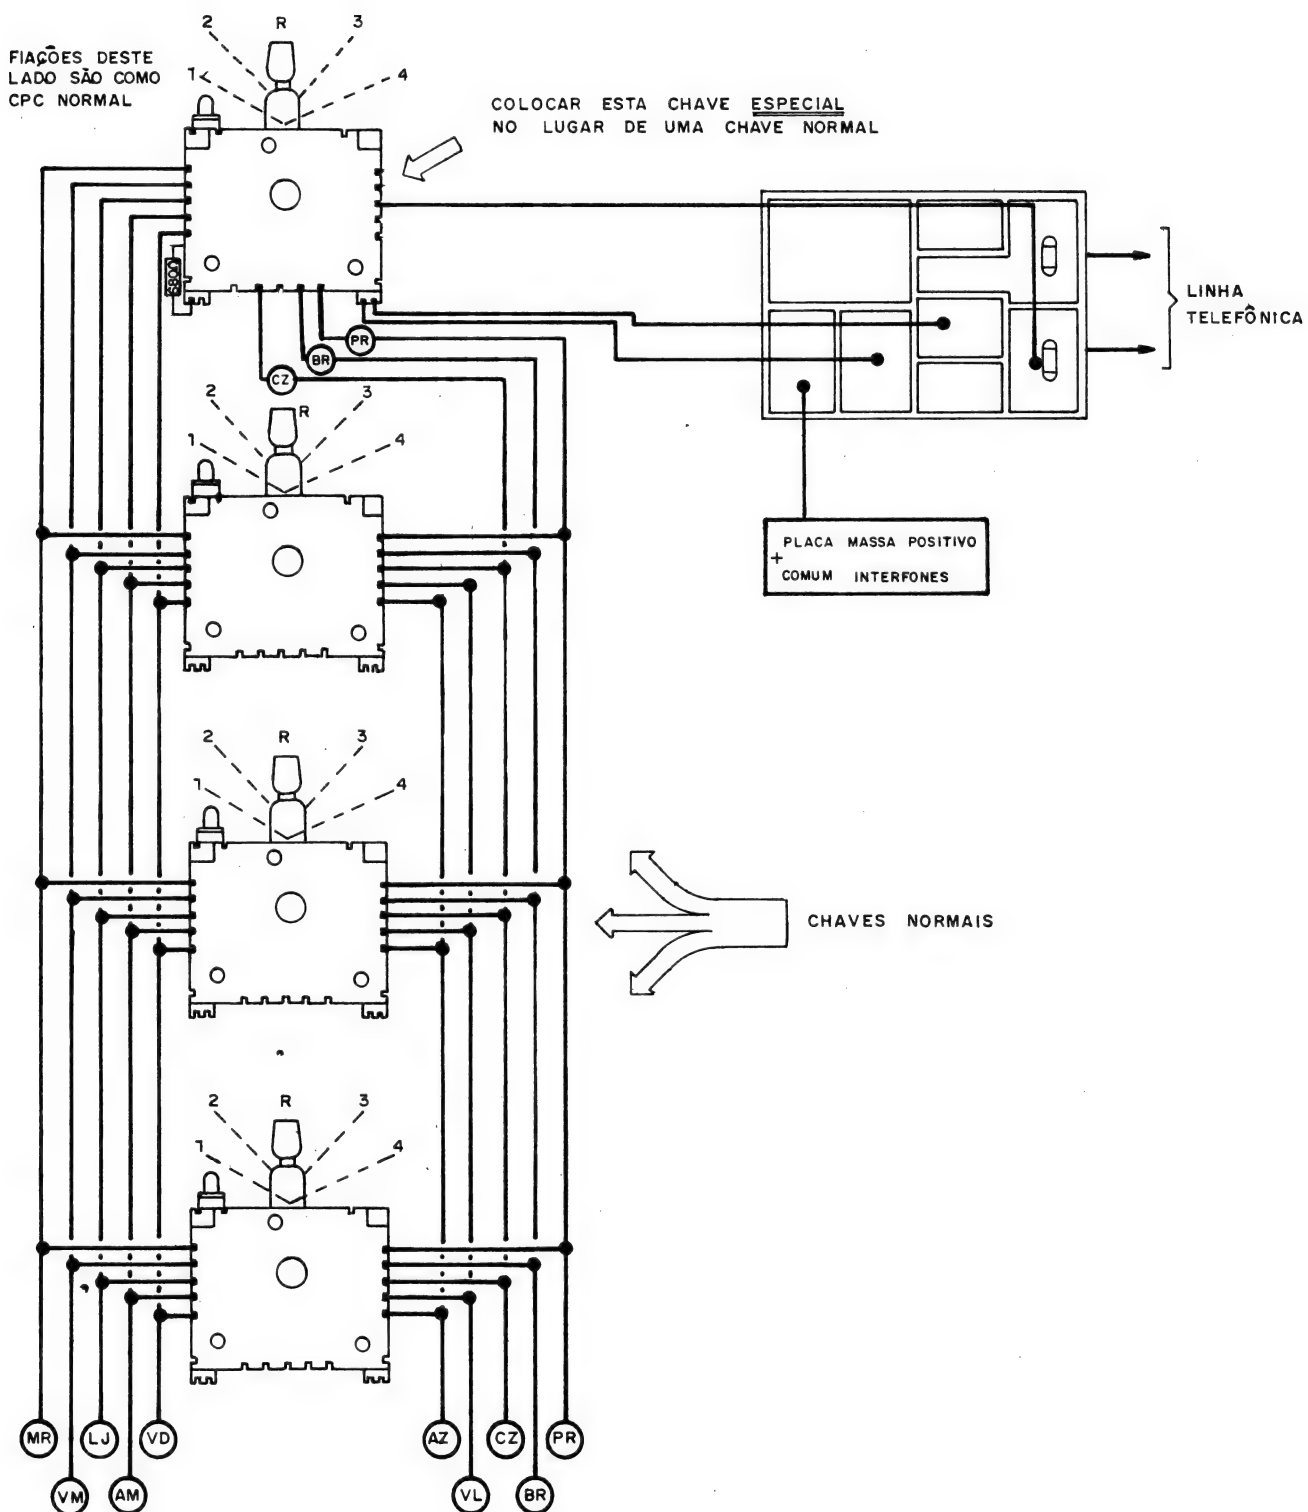 2 R 3
FIAÇÕES DESTE
LADO SÃO COMO
CPC NORMAL
1 4
COLOCAR ESTA CHAVE ESPECIAL
NO LUGAR DE UMA CHAVE NORMAL
680Ω
LINHA
TELEFÔNICA
PR
BR
CZ
2 R 3
1 4
PLACA MASSA POSITIVO
+
COMUM INTERFONES
2 R 3
1 4
CHAVES NORMAIS
2 R 3
1 4
MR LJ VD AZ CZ PR
VM AM VL BR